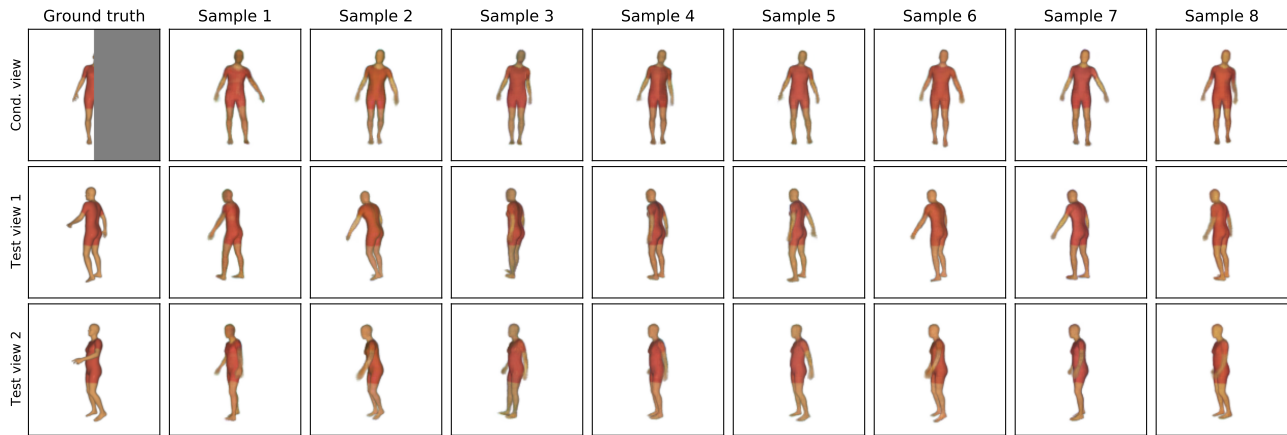 Ground truth Sample 1 Sample 2 Sample 3 Sample 4 Sample 5 Sample 6 Sample 7 Sample 8
Cond. view
Test view 1
Test view 2